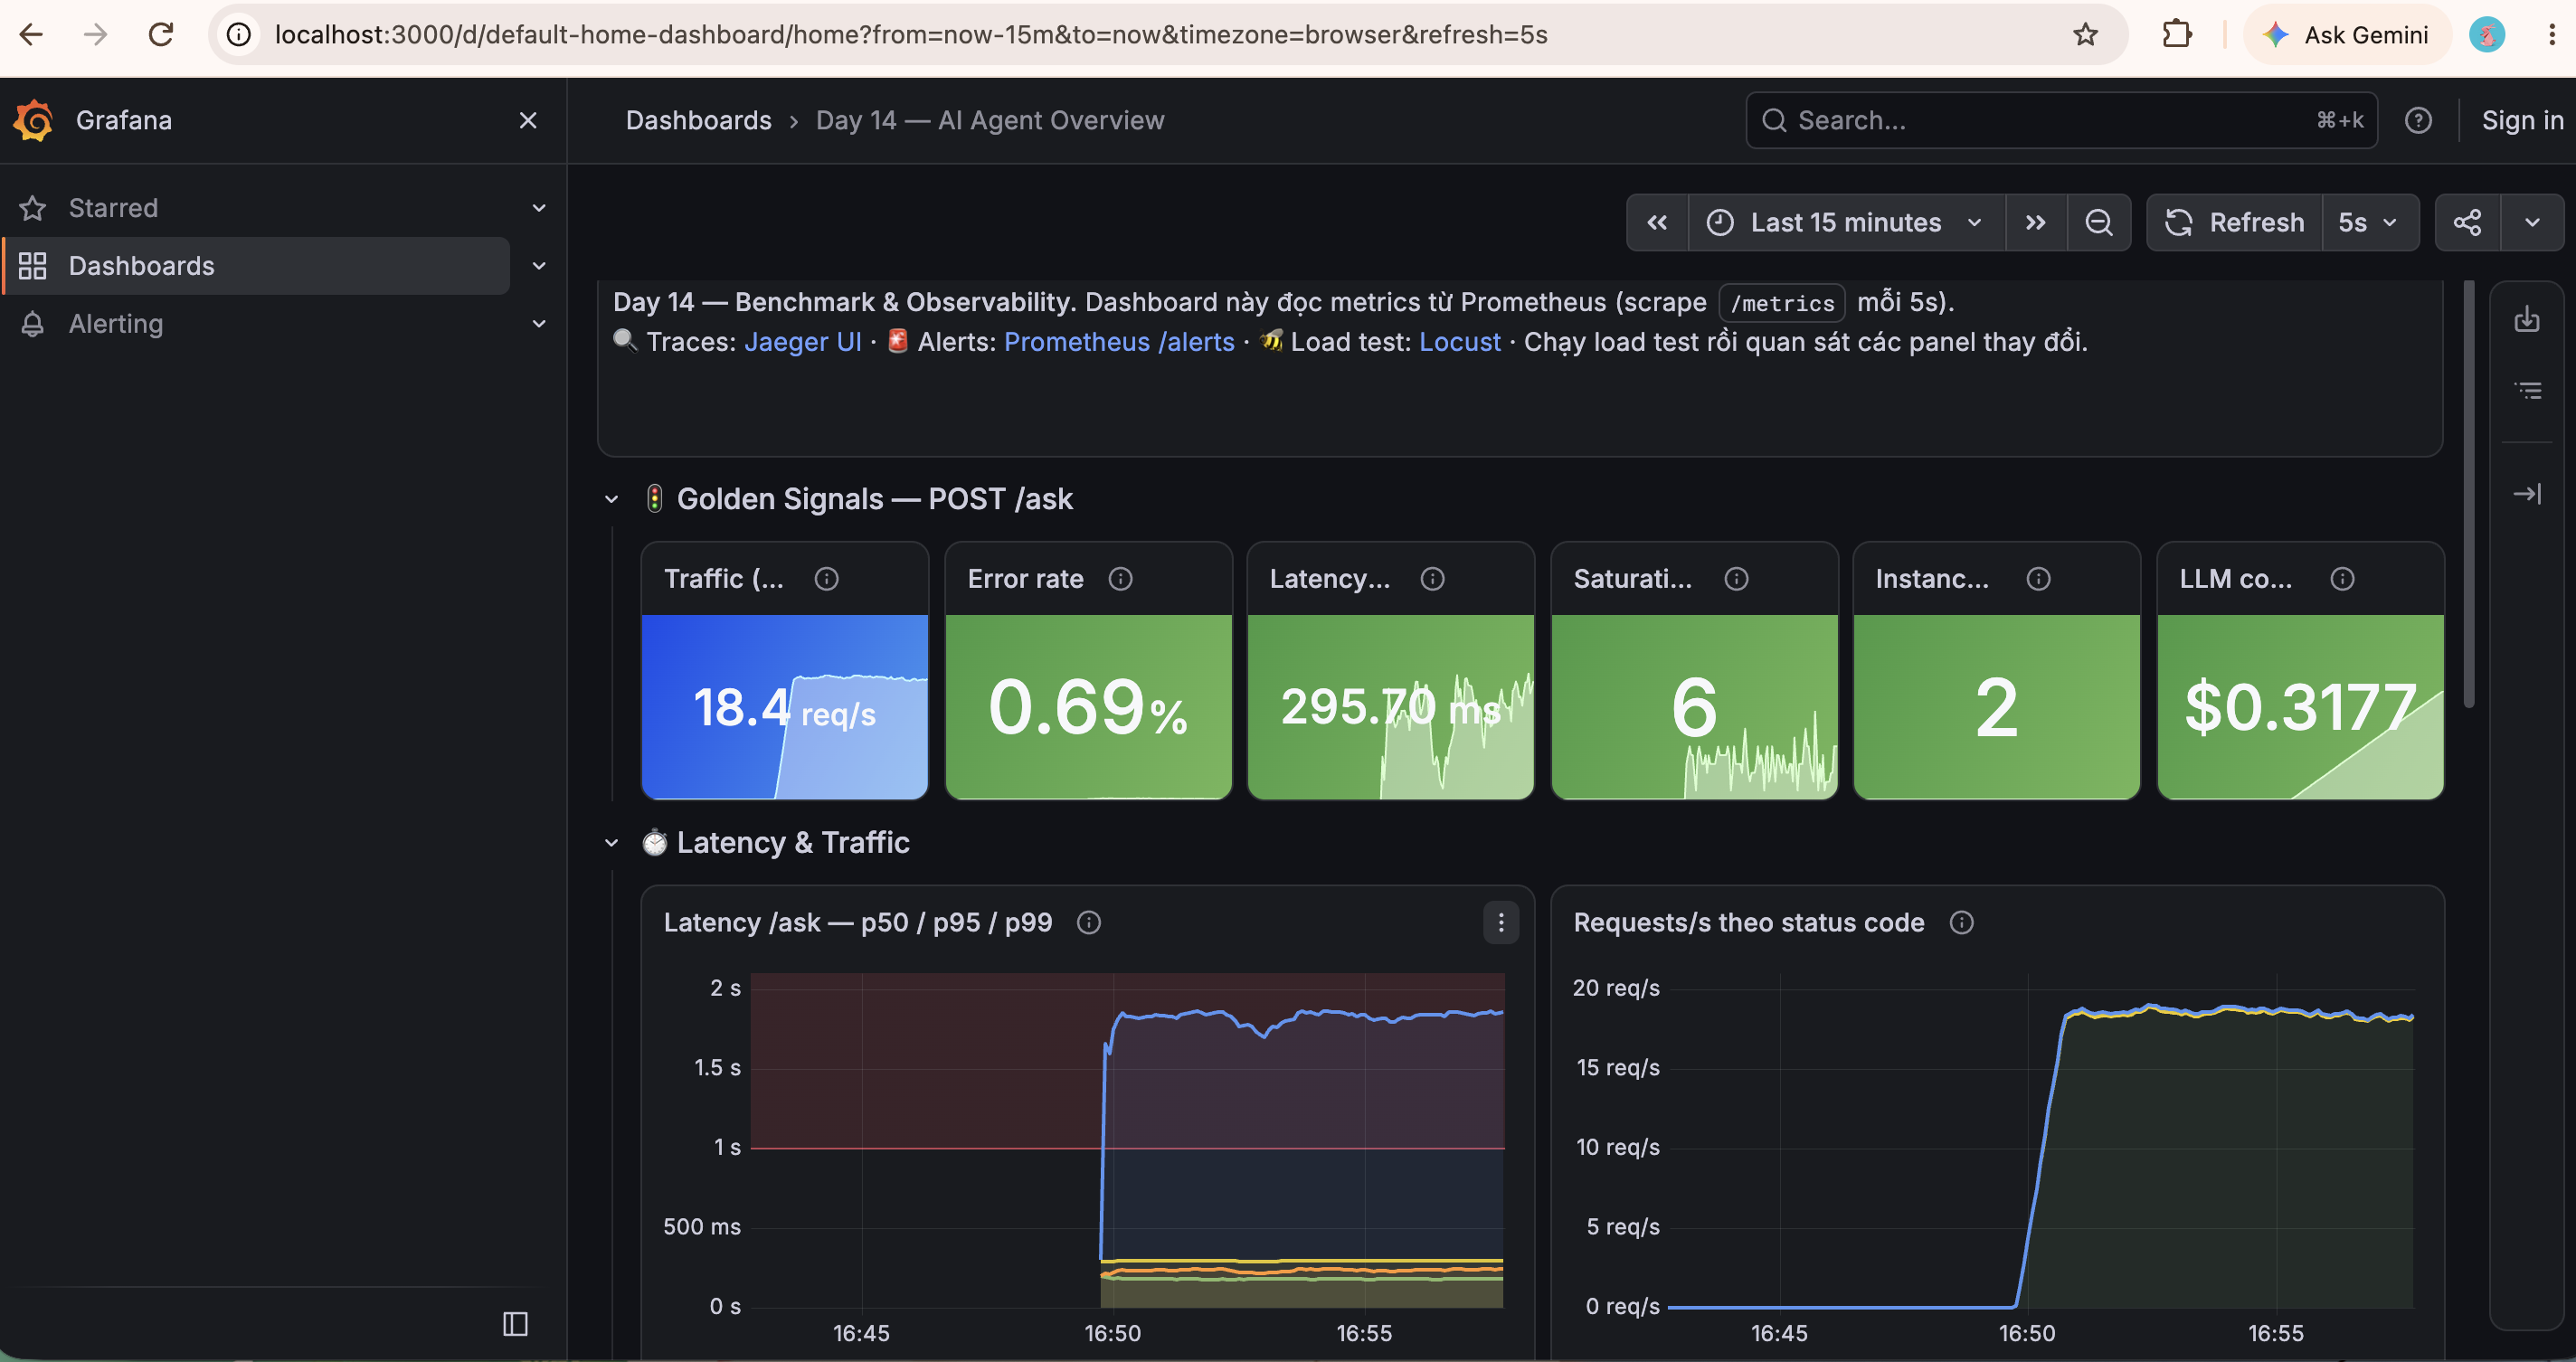 localhost:3000/d/default-home-dashboard/home?from=now-15m&to=now&timezone=browser&refresh=5s
Ask Gemini
Grafana
Dashboards › Day 14 — AI Agent Overview
Search...
⌘+k
Sign in
Starred
Dashboards
Alerting
Last 15 minutes
Refresh
5s
Day 14 — Benchmark & Observability. Dashboard này đọc metrics từ Prometheus (scrape /metrics mỗi 5s).
🔍 Traces: Jaeger UI · 🚨 Alerts: Prometheus /alerts · 🐝 Load test: Locust · Chạy load test rồi quan sát các panel thay đổi.
🚦 Golden Signals — POST /ask
Traffic (...
Error rate
Latency...
Saturati...
Instanc...
LLM co...
18.4 req/s
0.69%
295.70 ms
6
2
$0.3177
⏱ Latency & Traffic
Latency /ask — p50 / p95 / p99
2 s
1.5 s
1 s
500 ms
0 s
16:45
16:50
16:55
Requests/s theo status code
20 req/s
15 req/s
10 req/s
5 req/s
0 req/s
16:45
16:50
16:55